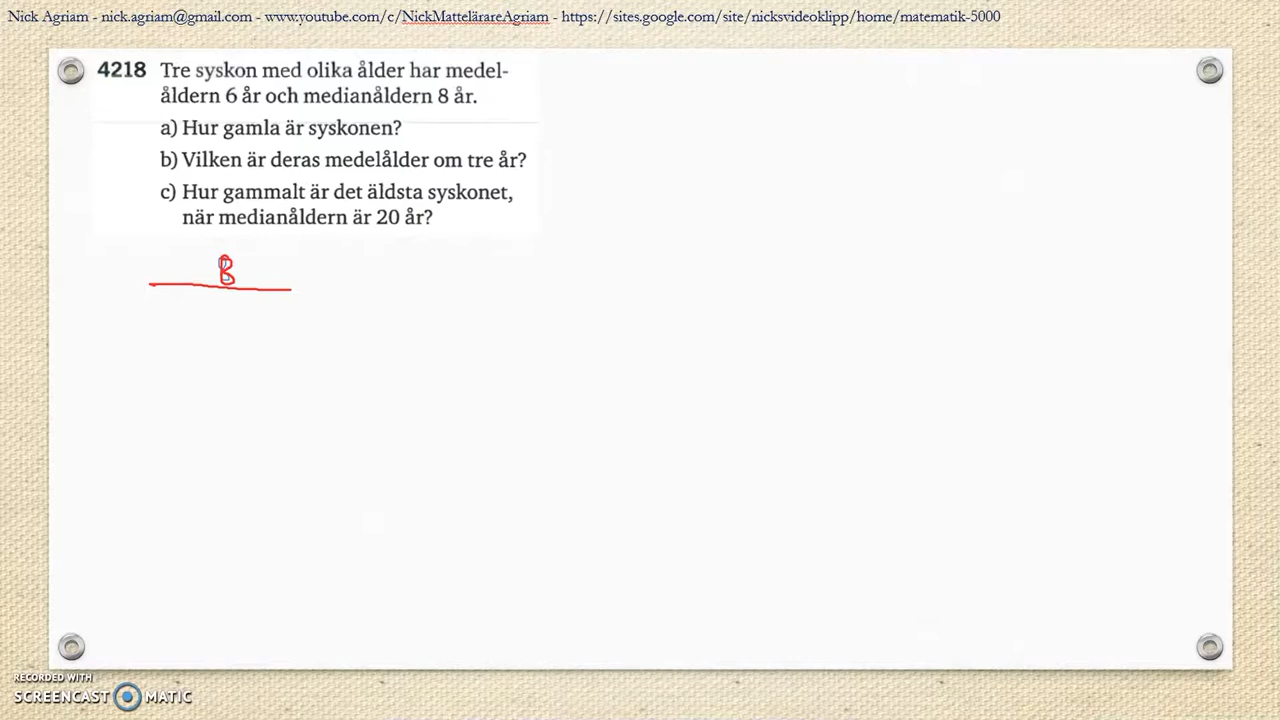 Nick Agriam - nick.agriam@gmail.com - www.youtube.com/c/NickMattelärareAgriam - https://sites.google.com/site/nicksvideoklipp/home/matematik-5000
4218 Tre syskon med olika ålder har medel-
åldern 6 år och medianåldern 8 år.
a) Hur gamla är syskonen?
b) Vilken är deras medelålder om tre år?
c) Hur gammalt är det äldsta syskonet,
när medianåldern är 20 år?
8
RECORDED WITH
SCREENCAST MATIC